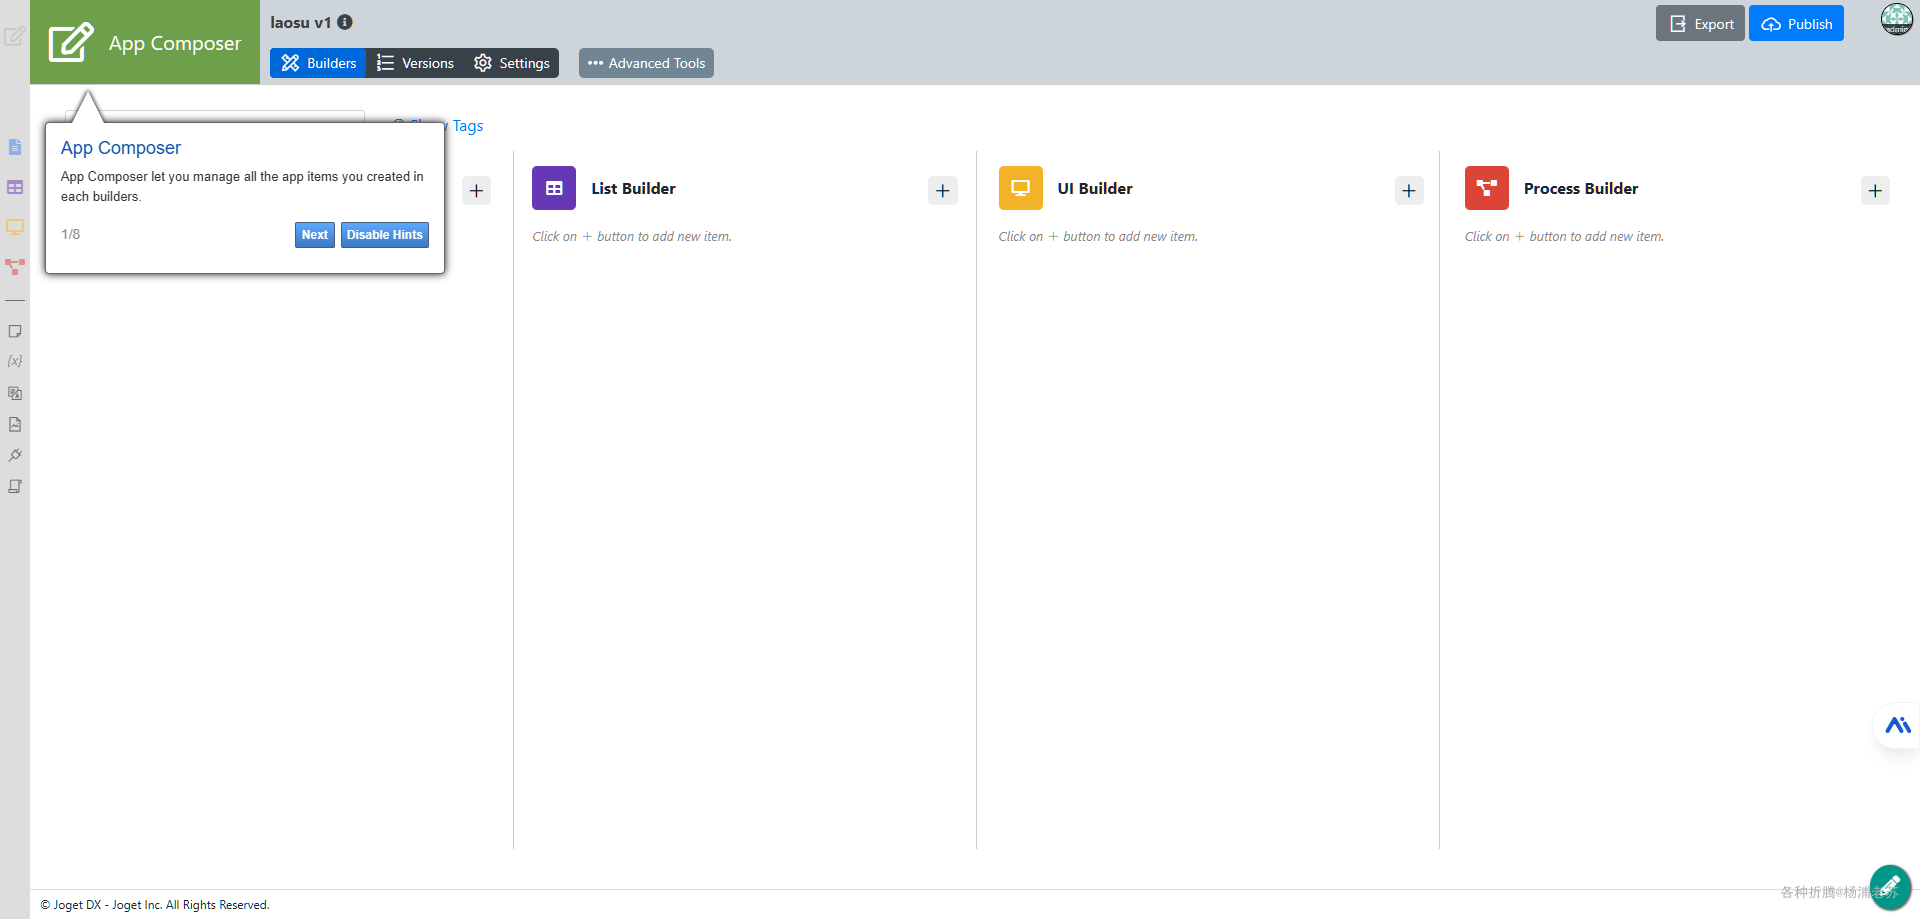 laosu v1
Export
Publish
App Composer
Builders
Versions
Settings
Advanced Tools
Tags
App Composer
App Composer let you manage all the app items you created in
each builders.
1/8
Next
Disable Hints
List Builder
UI Builder
Process Builder
Click on + button to add new item.
Click on + button to add new item.
Click on + button to add new item.
{x}
admin
各种折腾@杨浦老苏
© Joget DX - Joget Inc. All Rights Reserved.